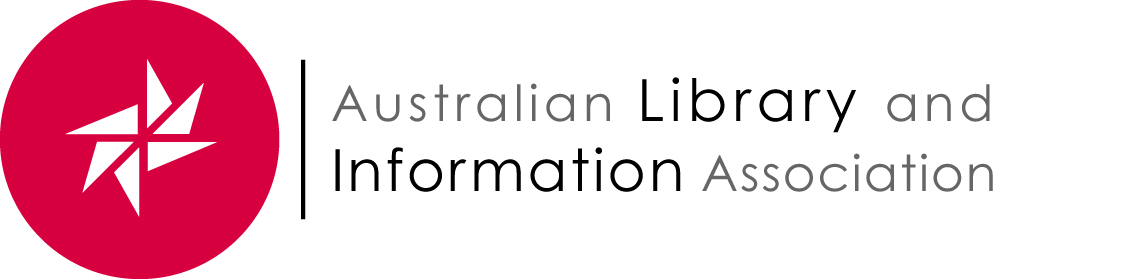 Australian Library and
Information Association